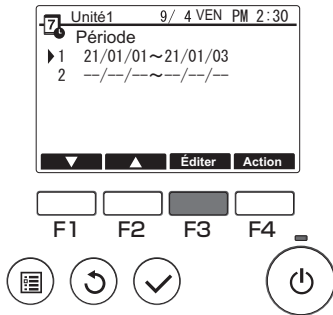 7 Unité1 9/ 4 VEN PM 2:30
Période
1 21/01/01~21/01/03
2 --/--/--~--/--/--
▼ ▲ Éditer Action
F1 F2 F3 F4